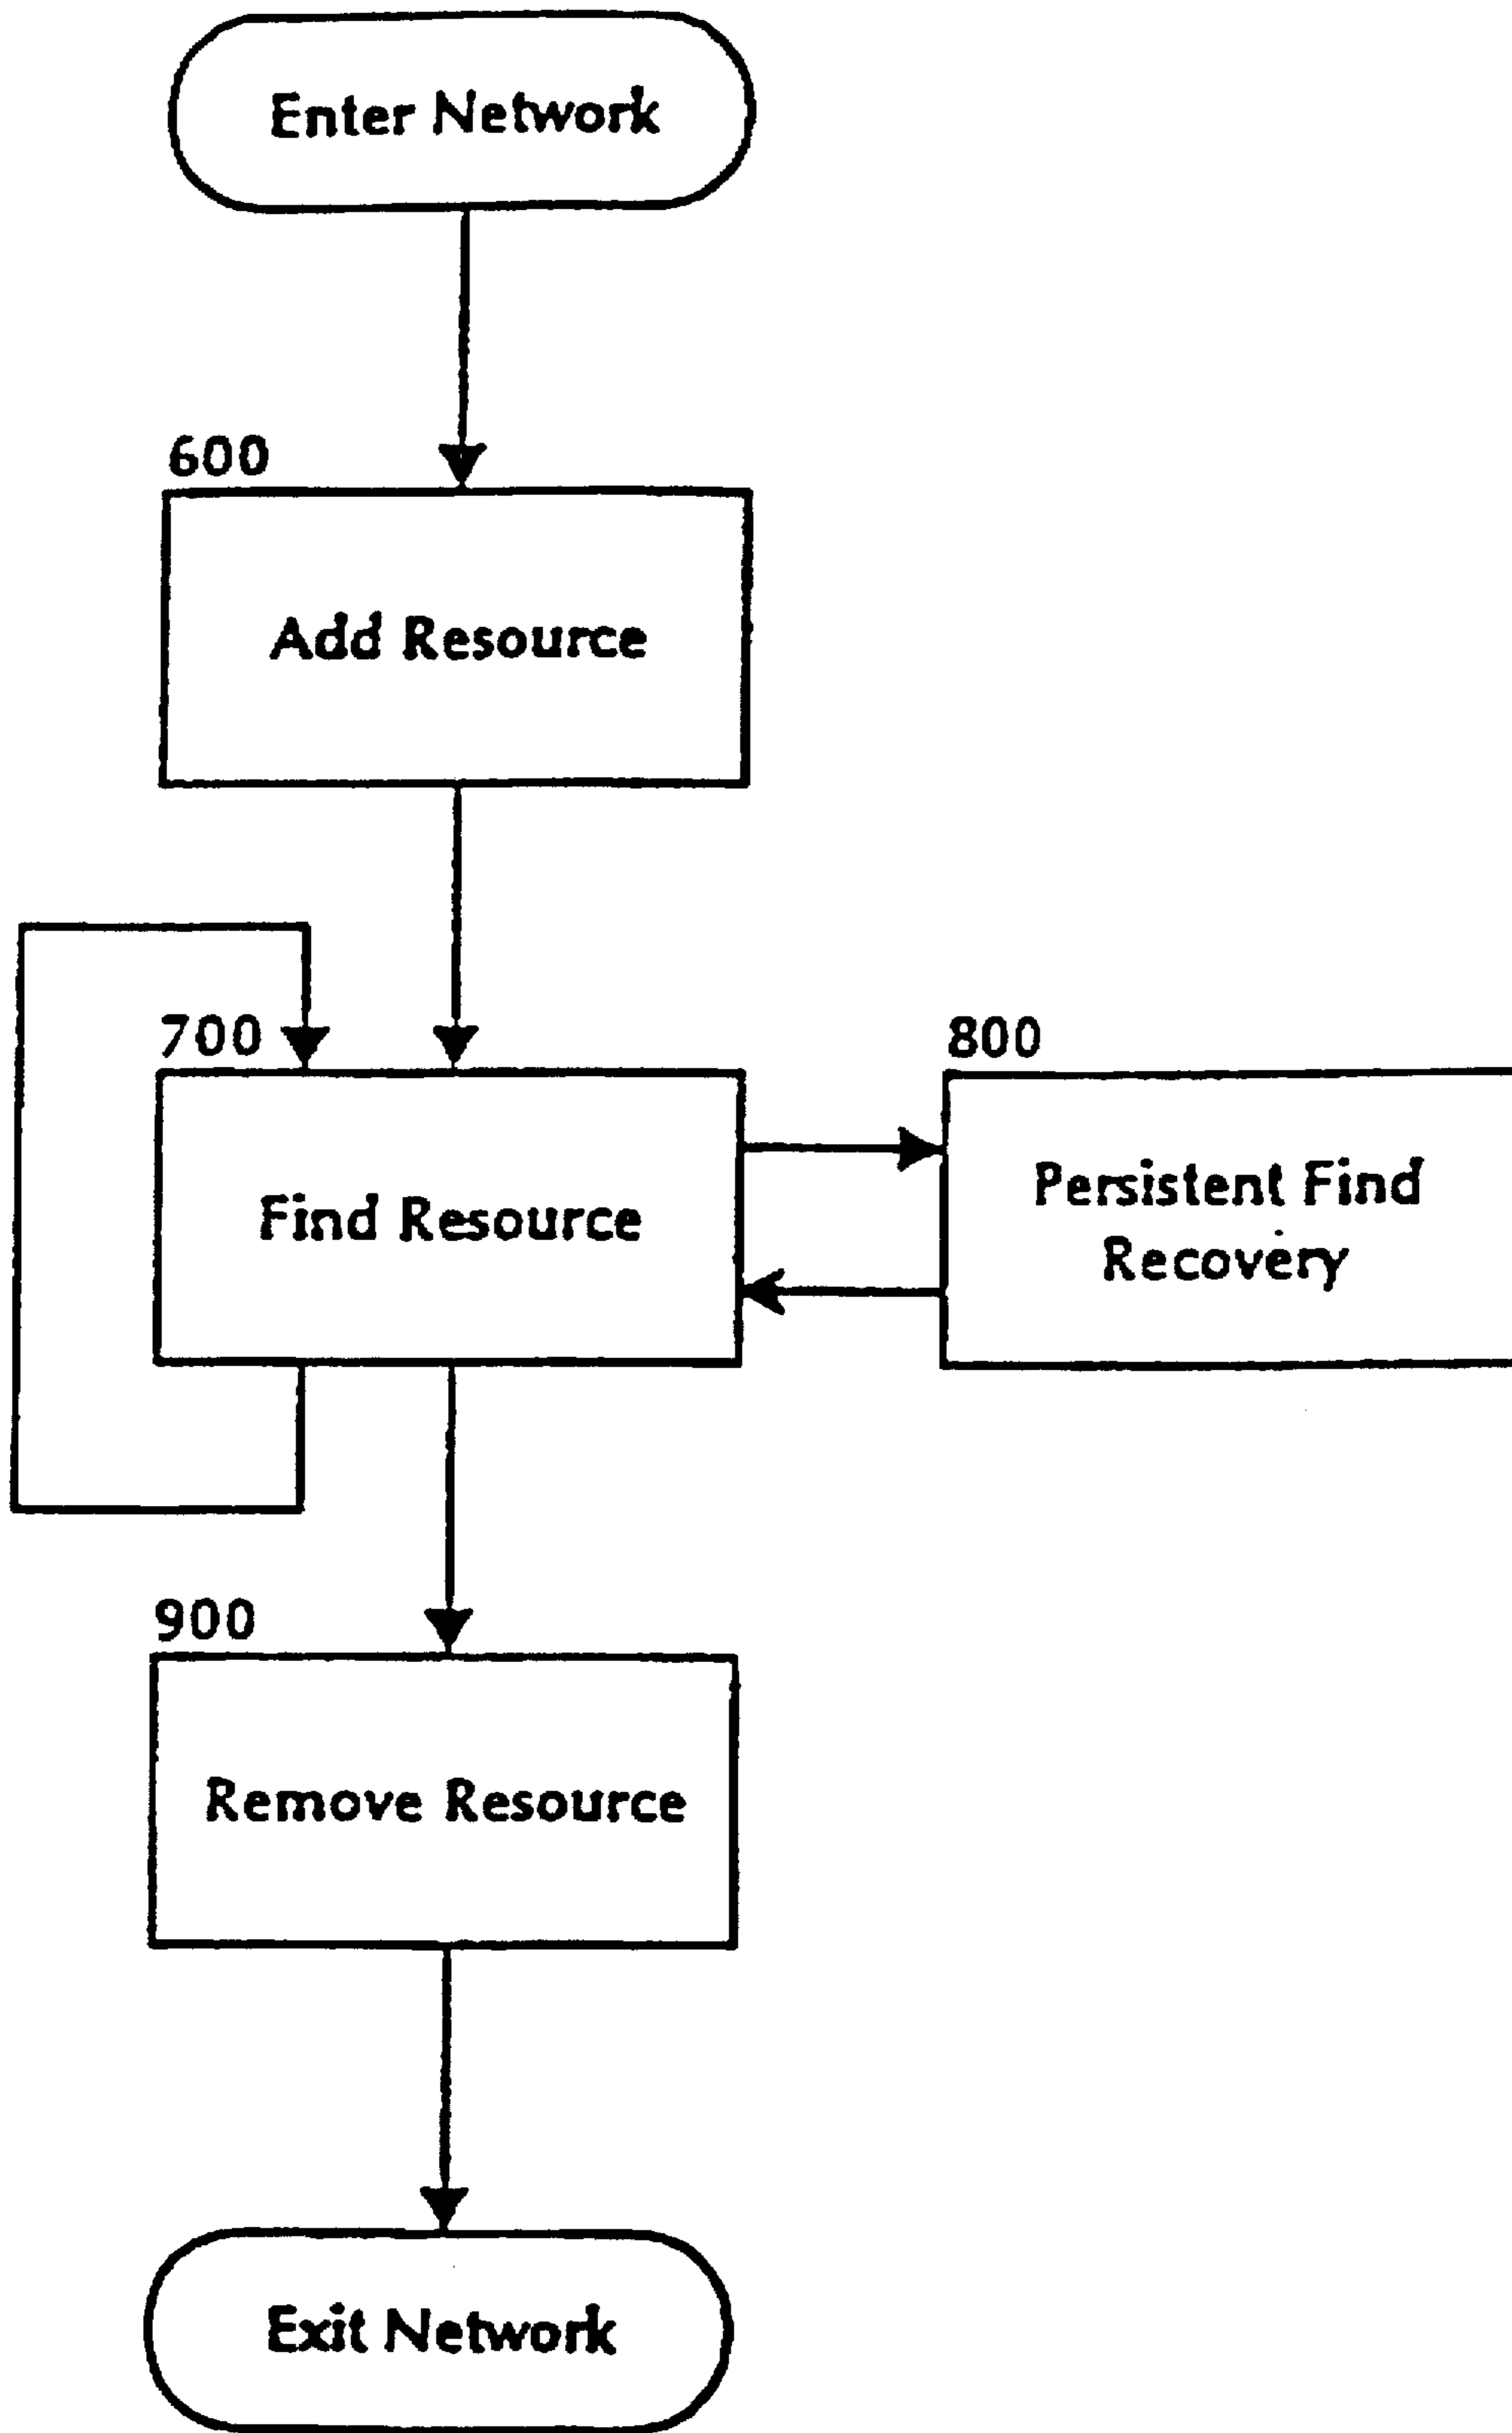 Enter Network
600
Add Resource
700
Find Resource
800
Persistent Find
Recovery
900
Remove Resource
Exit Network